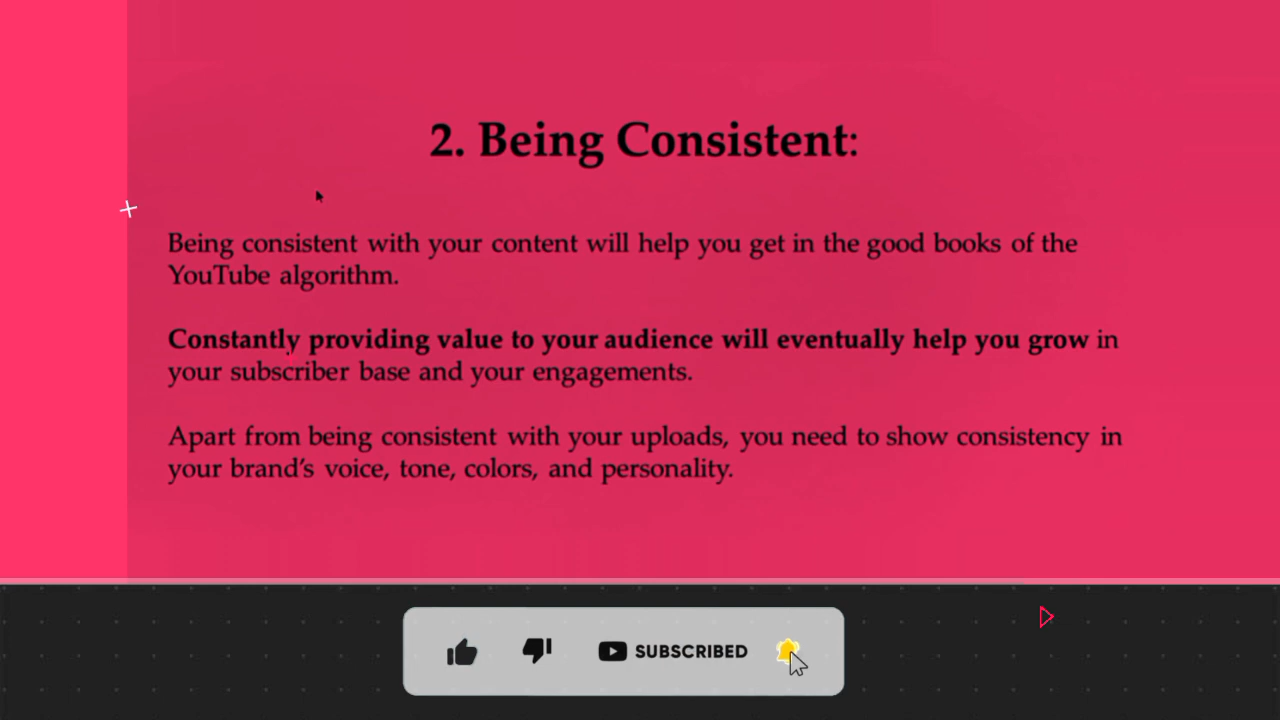 2. Being Consistent:
Being consistent with your content will help you get in the good books of the
YouTube algorithm.
Constantly providing value to your audience will eventually help you grow in
your subscriber base and your engagements.
Apart from being consistent with your uploads, you need to show consistency in
your brand’s voice, tone, colors, and personality.
SUBSCRIBED